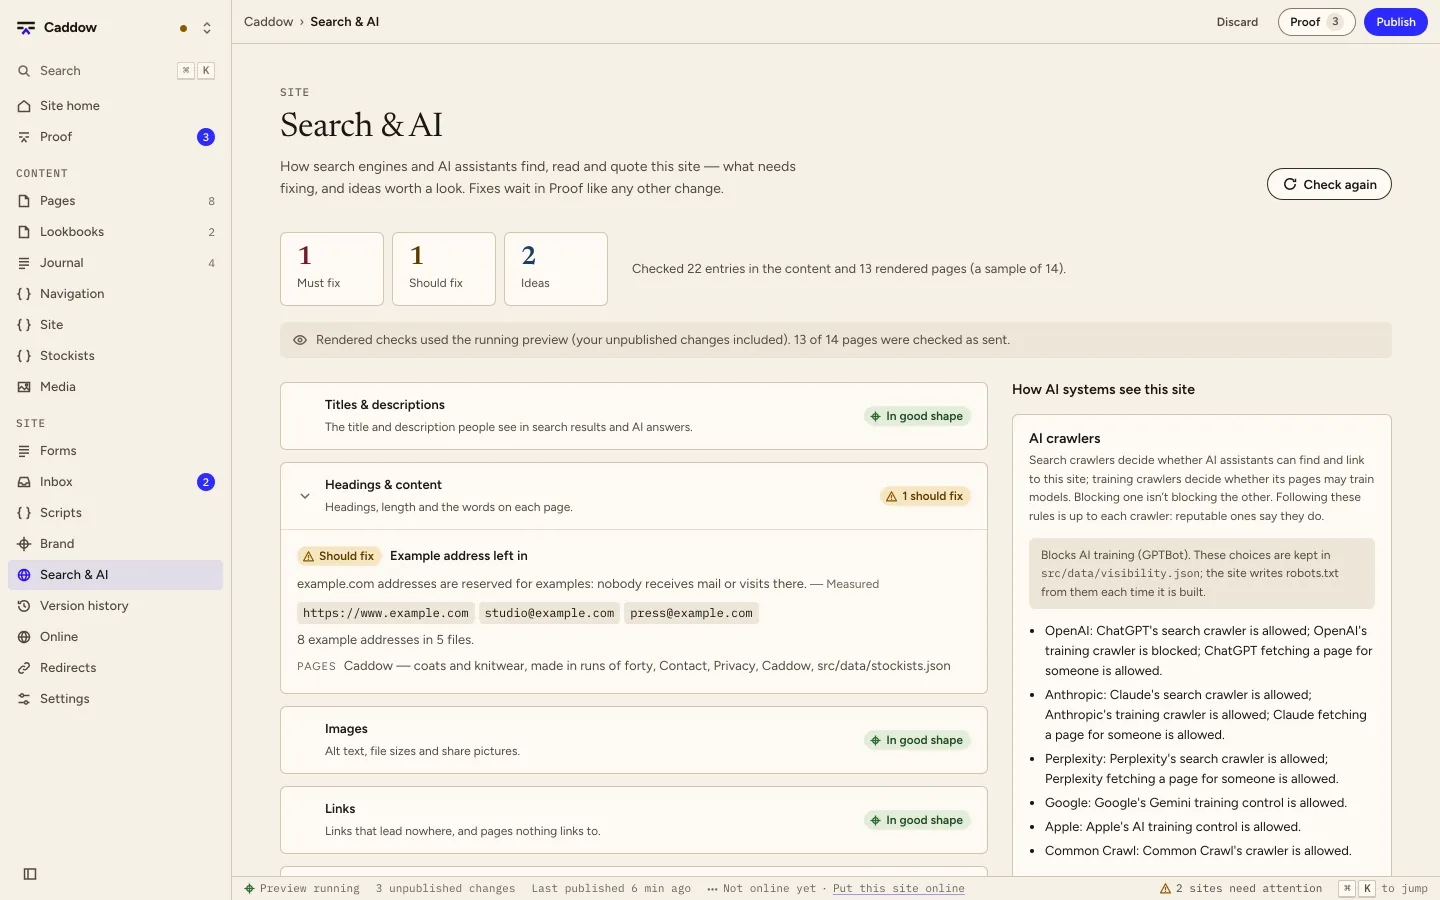 Caddow
Search ⌘ K
Site home
Proof 3
CONTENT
Pages 8
Lookbooks 2
Journal 4
Navigation
Site
Stockists
Media
SITE
Forms
Inbox 2
Scripts
Brand
Search & AI
Version history
Online
Redirects
Settings
Caddow › Search & AI
Discard
Proof 3
Publish
SITE
Search & AI
How search engines and AI assistants find, read and quote this site — what needs
fixing, and ideas worth a look. Fixes wait in Proof like any other change.
Check again
1
Must fix
1
Should fix
2
Ideas
Checked 22 entries in the content and 13 rendered pages (a sample of 14).
Rendered checks used the running preview (your unpublished changes included). 13 of 14 pages were checked as sent.
Titles & descriptions
The title and description people see in search results and AI answers.
In good shape
Headings & content
Headings, length and the words on each page.
1 should fix
Should fix Example address left in
example.com addresses are reserved for examples: nobody receives mail or visits there. — Measured
https://www.example.com studio@example.com press@example.com
8 example addresses in 5 files.
PAGES Caddow — coats and knitwear, made in runs of forty, Contact, Privacy, Caddow, src/data/stockists.json
Images
Alt text, file sizes and share pictures.
In good shape
Links
Links that lead nowhere, and pages nothing links to.
In good shape
How AI systems see this site
AI crawlers
Search crawlers decide whether AI assistants can find and link
to this site; training crawlers decide whether its pages may train
models. Blocking one isn't blocking the other. Following these
rules is up to each crawler: reputable ones say they do.
Blocks AI training (GPTBot). These choices are kept in
src/data/visibility.json; the site writes robots.txt
from them each time it is built.
• OpenAI: ChatGPT's search crawler is allowed; OpenAI's
training crawler is blocked; ChatGPT fetching a page for
someone is allowed.
• Anthropic: Claude's search crawler is allowed;
Anthropic's training crawler is allowed; Claude fetching
a page for someone is allowed.
• Perplexity: Perplexity's search crawler is allowed;
Perplexity fetching a page for someone is allowed.
• Google: Google's Gemini training control is allowed.
• Apple: Apple's AI training control is allowed.
• Common Crawl: Common Crawl's crawler is allowed.
Preview running 3 unpublished changes Last published 6 min ago Not online yet · Put this site online
2 sites need attention ⌘ K to jump